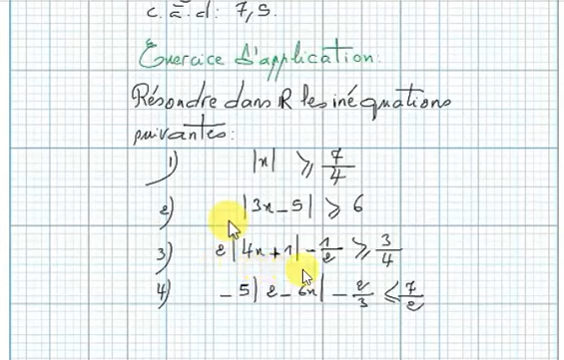 c.ā.d: 7,5.
Exercice d'application.
Résoudre dans R les inéquations
suivantes:
1) |x| ⩾ 7/4
2) |3x - 5| ⩾ 6
3) 2|4x + 1| - 1/2 ⩾ 3/4
4) -5|2 - 6x| - 2/3 ⩽ 7/2